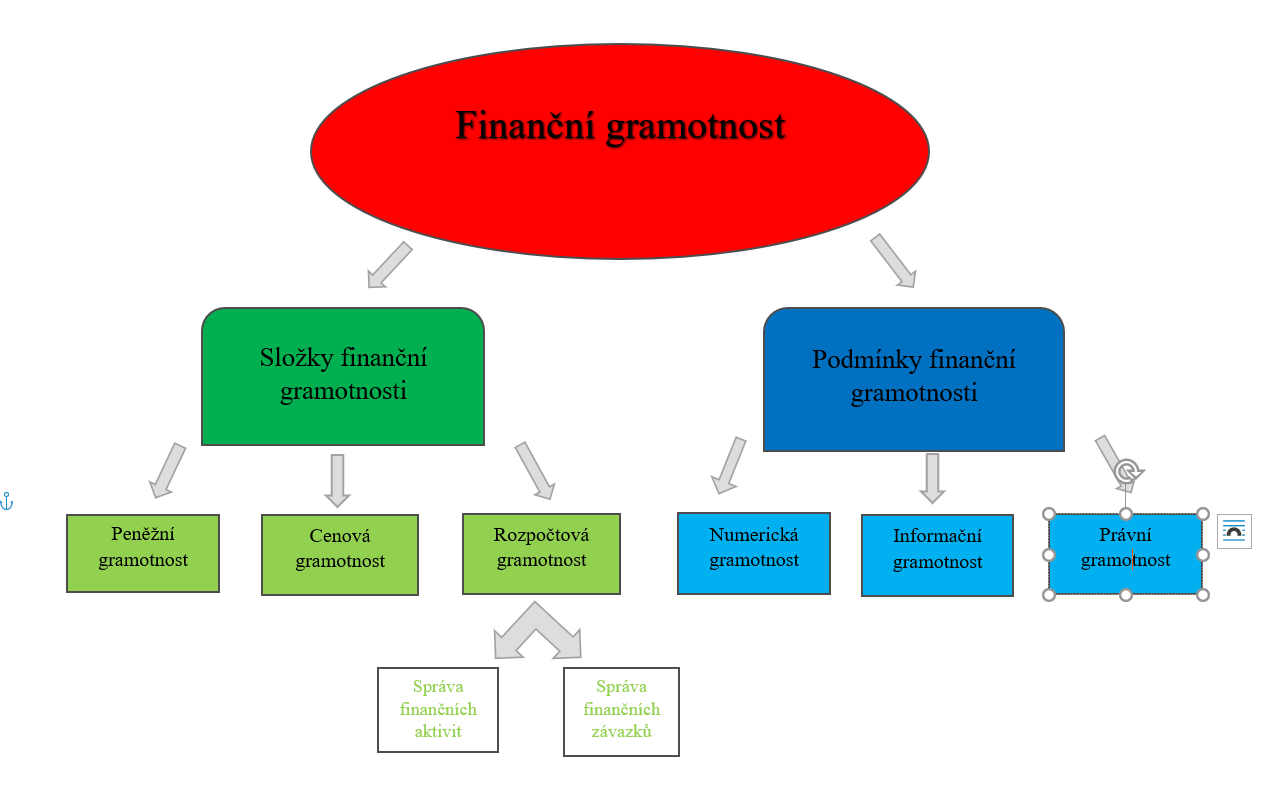 Finanční gramotnost
Složky finanční
gramotnosti
Podmínky finanční
gramotnosti
Peněžní
gramotnost
Cenová
gramotnost
Rozpočtová
gramotnost
Numerická
gramotnost
Informační
gramotnost
Právní
gramotnost
Správa
finančních
aktivit
Správa
finančních
závazků